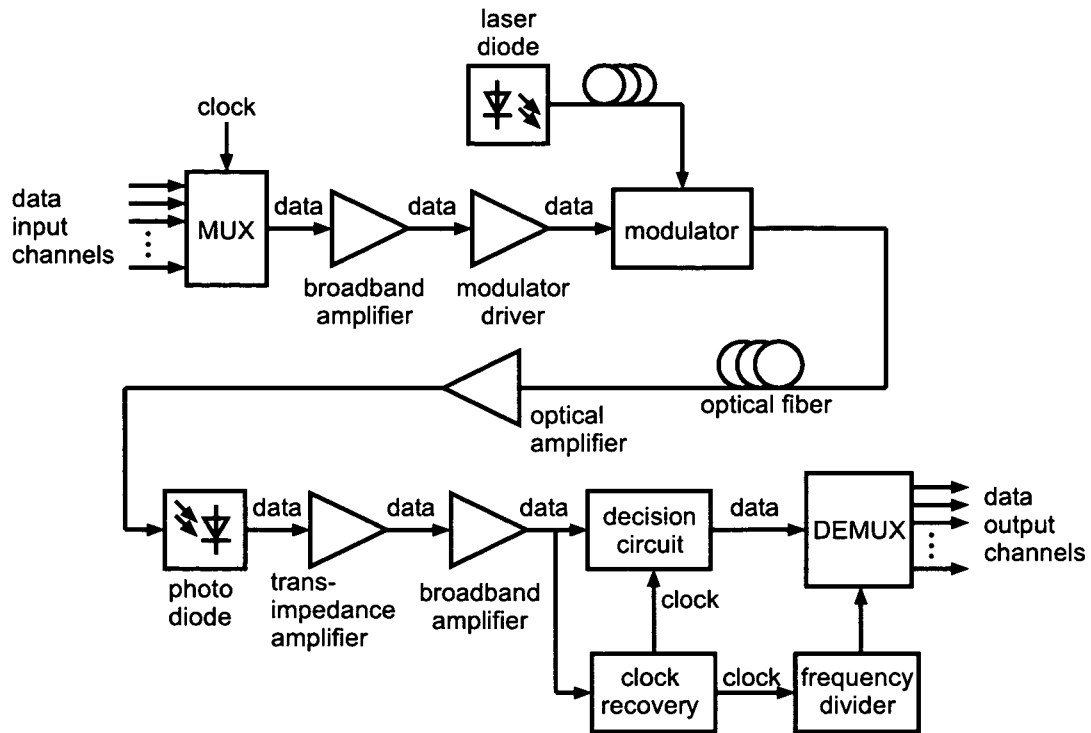 laser
diode
clock
data
input
channels
MUX
data
data
data
modulator
broadband
amplifier
modulator
driver
optical
amplifier
optical fiber
data
data
data
decision
circuit
data
DEMUX
data
output
channels
photo
diode
trans-
impedance
amplifier
broadband
amplifier
clock
clock
recovery
clock
frequency
divider